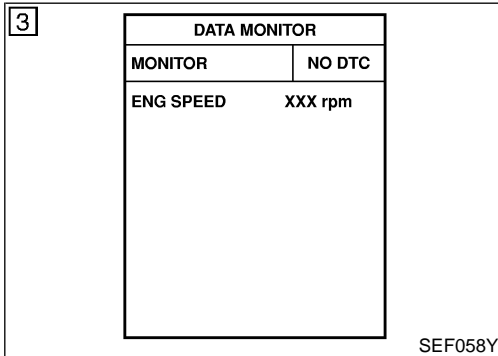 3
DATA MONITOR
MONITOR NO DTC
ENG SPEED XXX rpm
SEF058Y